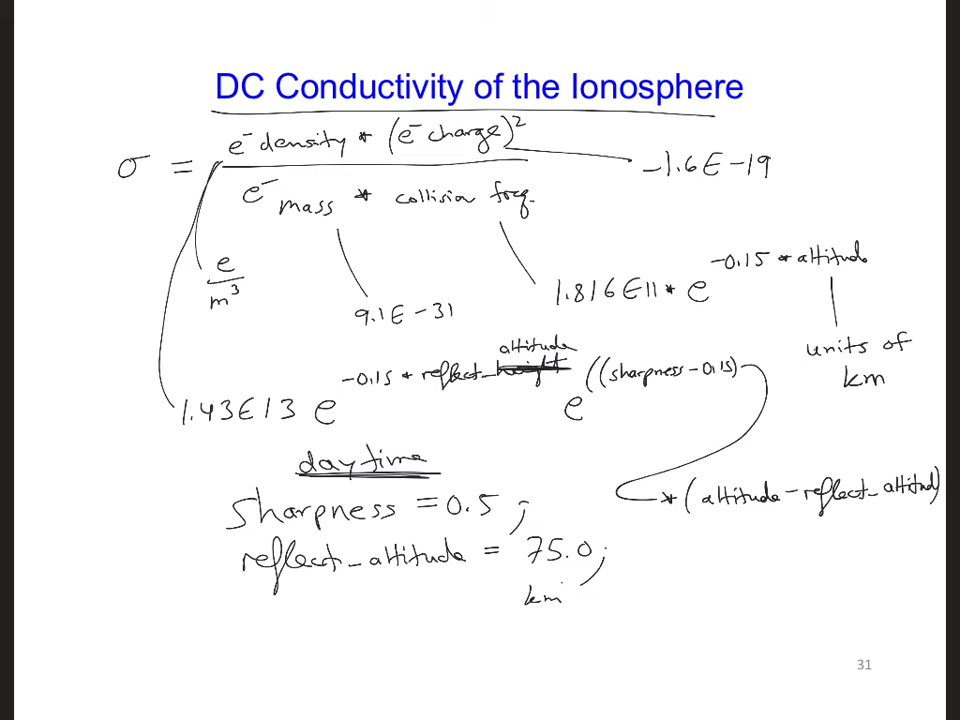 DC Conductivity of the Ionosphere
σ = e⁻ density * (e⁻ charge)²
-1.6E-19
e⁻ mass * collision freq.
e / m³
9.1E-31
1.816E11 * e^(-0.15 * altitude)
units of km
1.43E13 e^(-0.15 * reflect_altitude) e^((sharpness - 0.15)
* (altitude - reflect_altitud)
daytime
sharpness = 0.5 ;
reflect_altitude = 75.0 ;
km
31